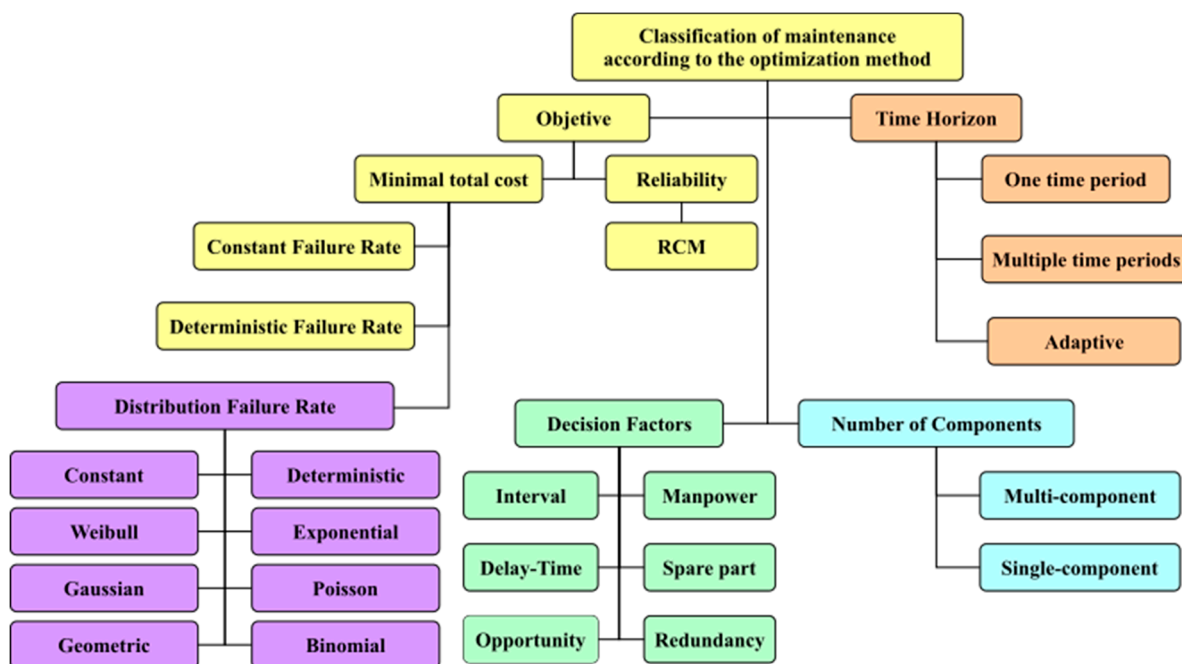 Classification of maintenance
according to the optimization method
Objetive
Time Horizon
Minimal total cost
Reliability
One time period
Constant Failure Rate
RCM
Multiple time periods
Deterministic Failure Rate
Adaptive
Distribution Failure Rate
Decision Factors
Number of Components
Constant
Deterministic
Interval
Manpower
Multi-component
Weibull
Exponential
Delay-Time
Spare part
Single-component
Gaussian
Poisson
Opportunity
Redundancy
Geometric
Binomial